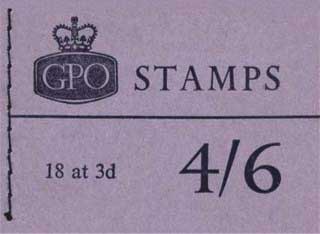 GPO STAMPS
18 at 3d 4/6